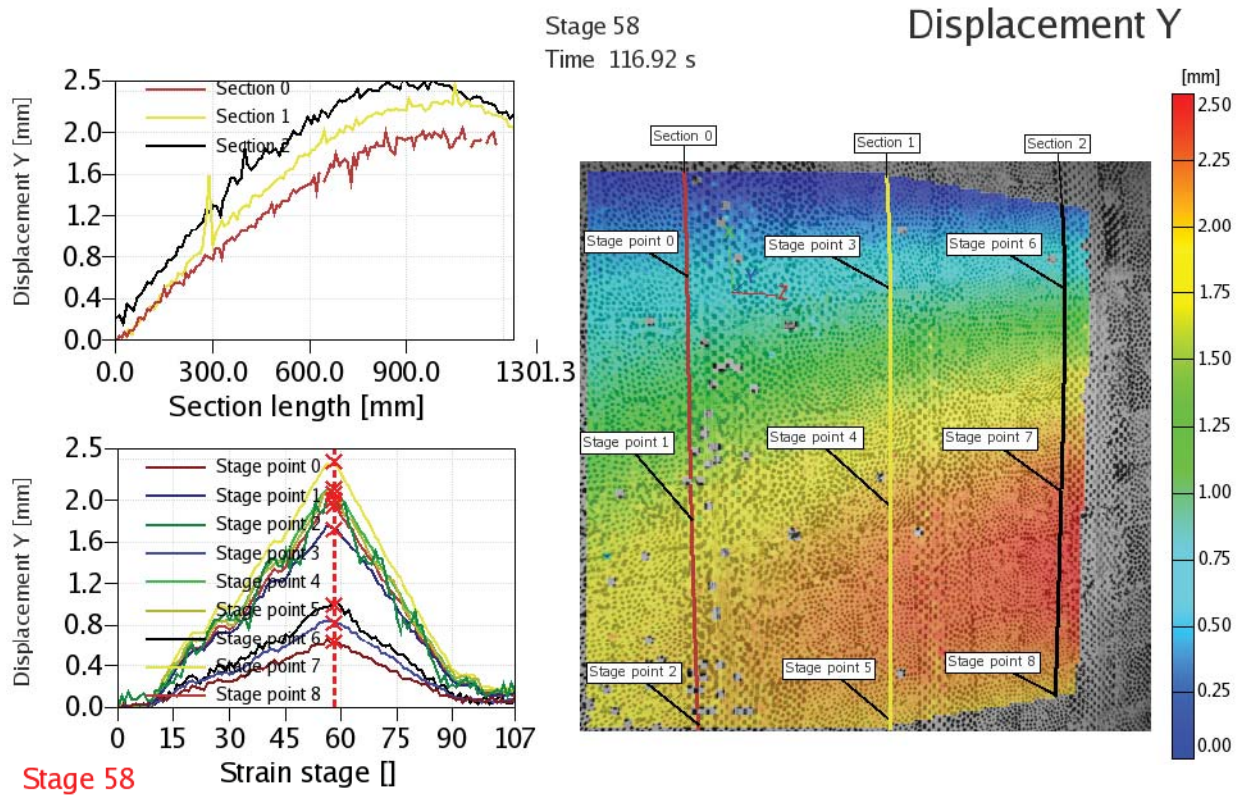 Stage 58
Time 116.92 s
Displacement Y
Displacement Y [mm]
2.5
2.0
1.6
1.2
0.8
0.4
0.0
Section 0
Section 1
Section 2
0.0 300.0 600.0 900.0 1301.3
Section length [mm]
Displacement Y [mm]
2.5
2.0
1.6
1.2
0.8
0.4
0.0
Stage point 0
Stage point 1
Stage point 2
Stage point 3
Stage point 4
Stage point 5
Stage point 6
Stage point 7
Stage point 8
0 15 30 45 60 75 90 107
Strain stage []
Stage 58
Section 0
Section 1
Section 2
Stage point 0
Stage point 3
Stage point 6
Stage point 1
Stage point 4
Stage point 7
Stage point 2
Stage point 5
Stage point 8
[mm]
2.50
2.25
2.00
1.75
1.50
1.25
1.00
0.75
0.50
0.25
0.00